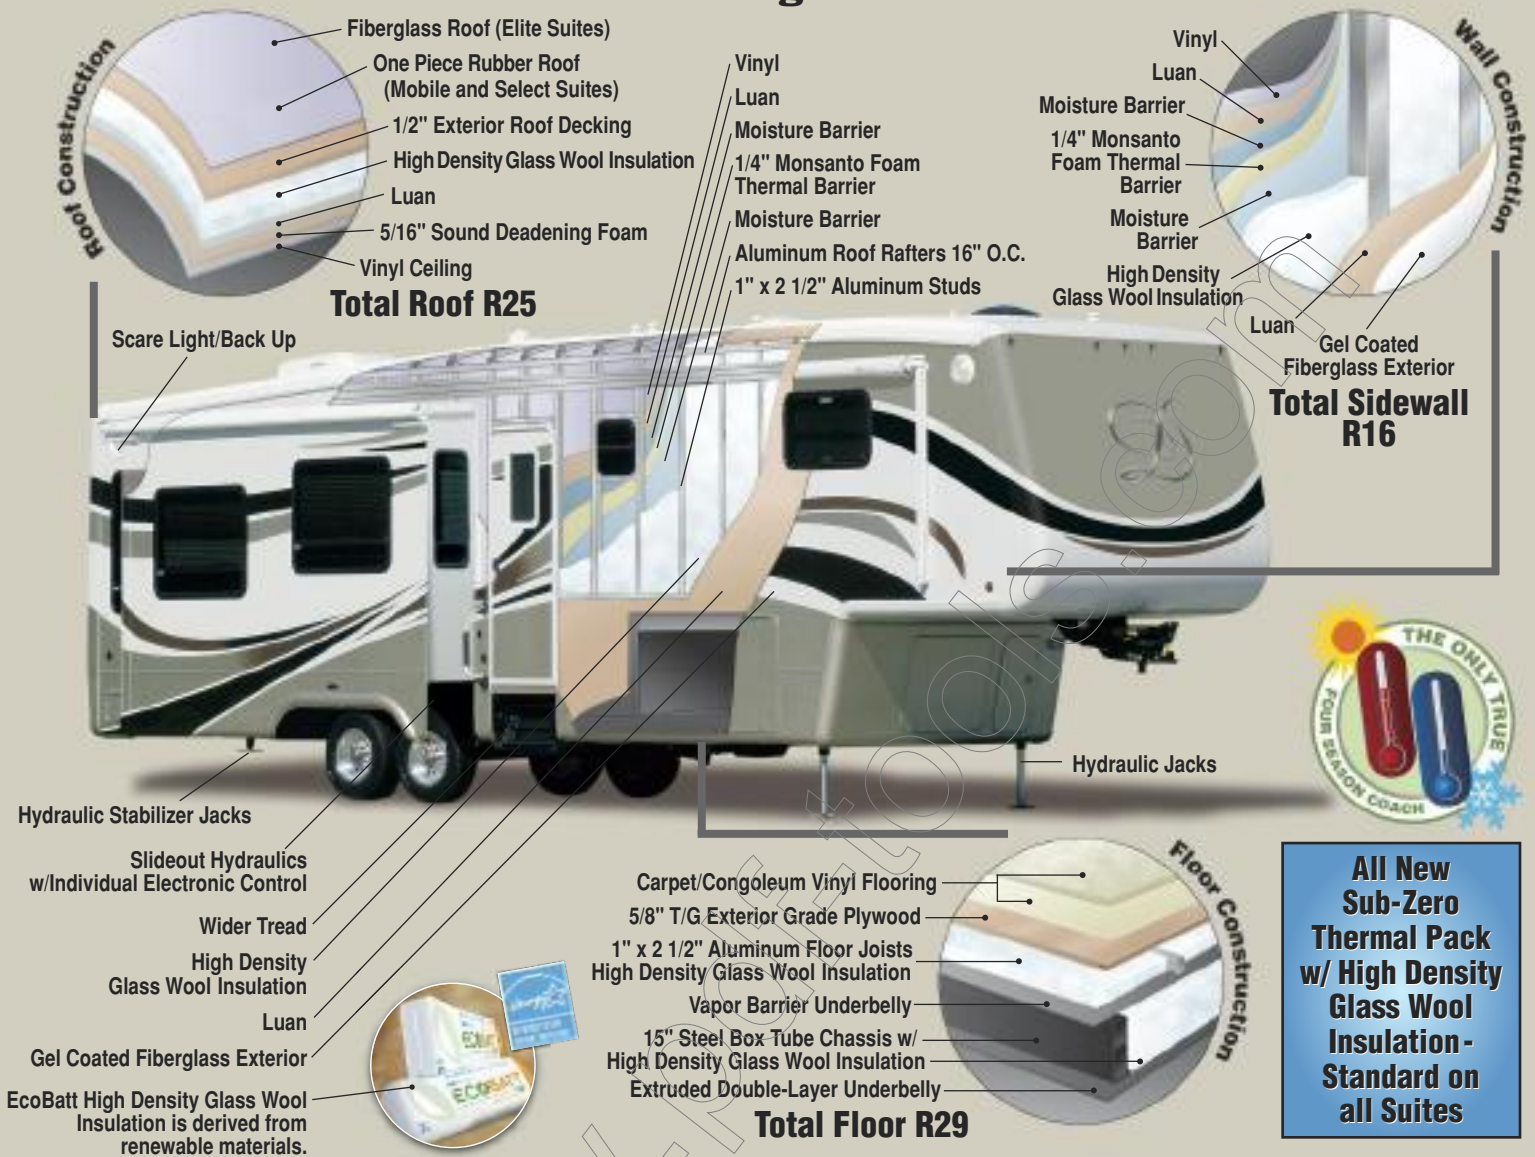 Roof Construction
Fiberglass Roof (Elite Suites)
One Piece Rubber Roof
(Mobile and Select Suites)
1/2" Exterior Roof Decking
High Density Glass Wool Insulation
Luan
5/16" Sound Deadening Foam
Vinyl Ceiling
Total Roof R25
Vinyl
Luan
Moisture Barrier
1/4" Monsanto Foam
Thermal Barrier
Moisture Barrier
Aluminum Roof Rafters 16" O.C.
1" x 2 1/2" Aluminum Studs
Wall Construction
Vinyl
Luan
Moisture Barrier
1/4" Monsanto
Foam Thermal
Barrier
Moisture
Barrier
High Density
Glass Wool Insulation
Luan
Gel Coated
Fiberglass Exterior
Total Sidewall
R16
Scare Light/Back Up
THE ONLY TRUE
FOUR SEASON COACH
Hydraulic Jacks
Hydraulic Stabilizer Jacks
Slideout Hydraulics
w/Individual Electronic Control
Wider Tread
High Density
Glass Wool Insulation
Luan
Gel Coated Fiberglass Exterior
EcoBatt High Density Glass Wool
Insulation is derived from
renewable materials.
ECOBATT
Floor Construction
Carpet/Congoleum Vinyl Flooring
5/8" T/G Exterior Grade Plywood
1" x 2 1/2" Aluminum Floor Joists
High Density Glass Wool Insulation
Vapor Barrier Underbelly
15" Steel Box Tube Chassis w/
High Density Glass Wool Insulation
Extruded Double-Layer Underbelly
Total Floor R29
All New
Sub-Zero
Thermal Pack
w/ High Density
Glass Wool
Insulation -
Standard on
all Suites